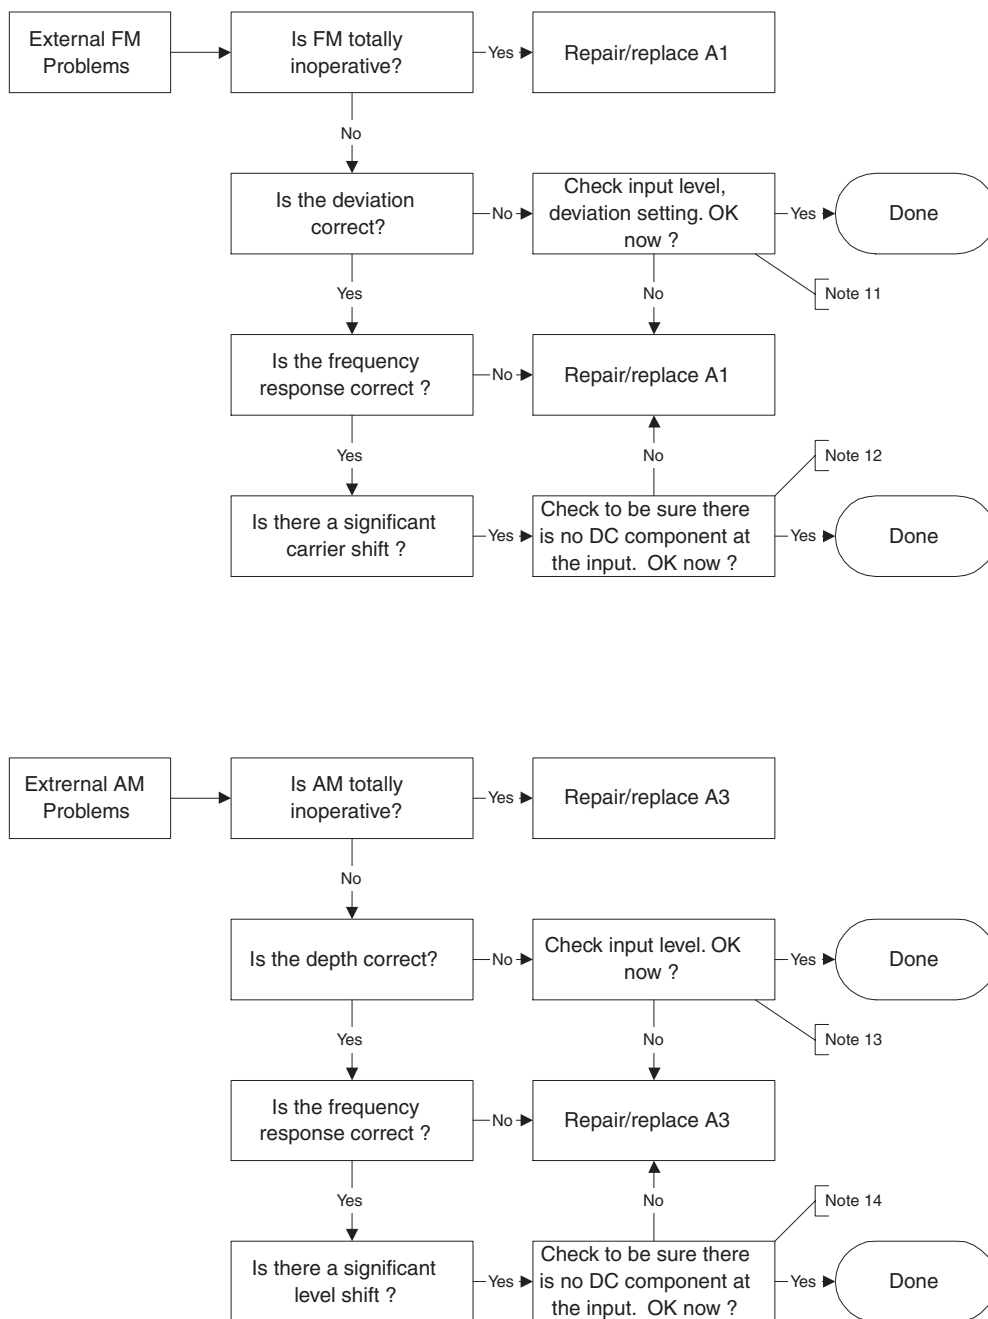 External FM
Problems
Is FM totally
inoperative?
Yes
Repair/replace A1
No
Is the deviation
correct?
No
Check input level,
deviation setting. OK
now ?
Yes
Done
Yes
No
Note 11
Is the frequency
response correct ?
No
Repair/replace A1
Yes
No
Note 12
Is there a significant
carrier shift ?
Yes
Check to be sure there
is no DC component at
the input.  OK now ?
Yes
Done
Extrernal AM
Problems
Is AM totally
inoperative?
Yes
Repair/replace A3
No
Is the depth correct?
No
Check input level. OK
now ?
Yes
Done
Yes
No
Note 13
Is the frequency
response correct ?
No
Repair/replace A3
Yes
No
Note 14
Is there a significant
level shift ?
Yes
Check to be sure there
is no DC component at
the input.  OK now ?
Yes
Done